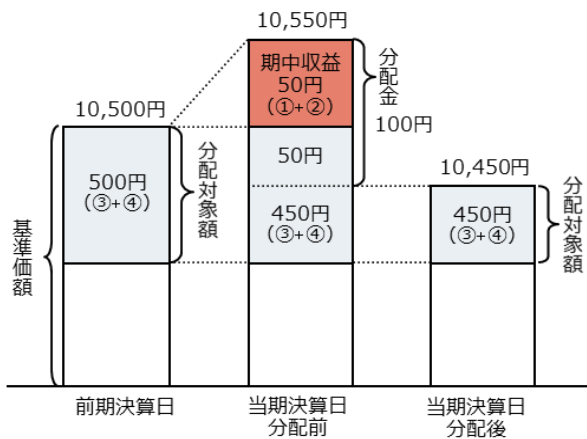 10,550円
期中収益
50円
(①+②)
分配金
100円
10,500円
500円
(③+④)
分配対象額
50円
450円
(③+④)
10,450円
450円
(③+④)
分配対象額
基準価額
前期決算日
当期決算日
分配前
当期決算日
分配後